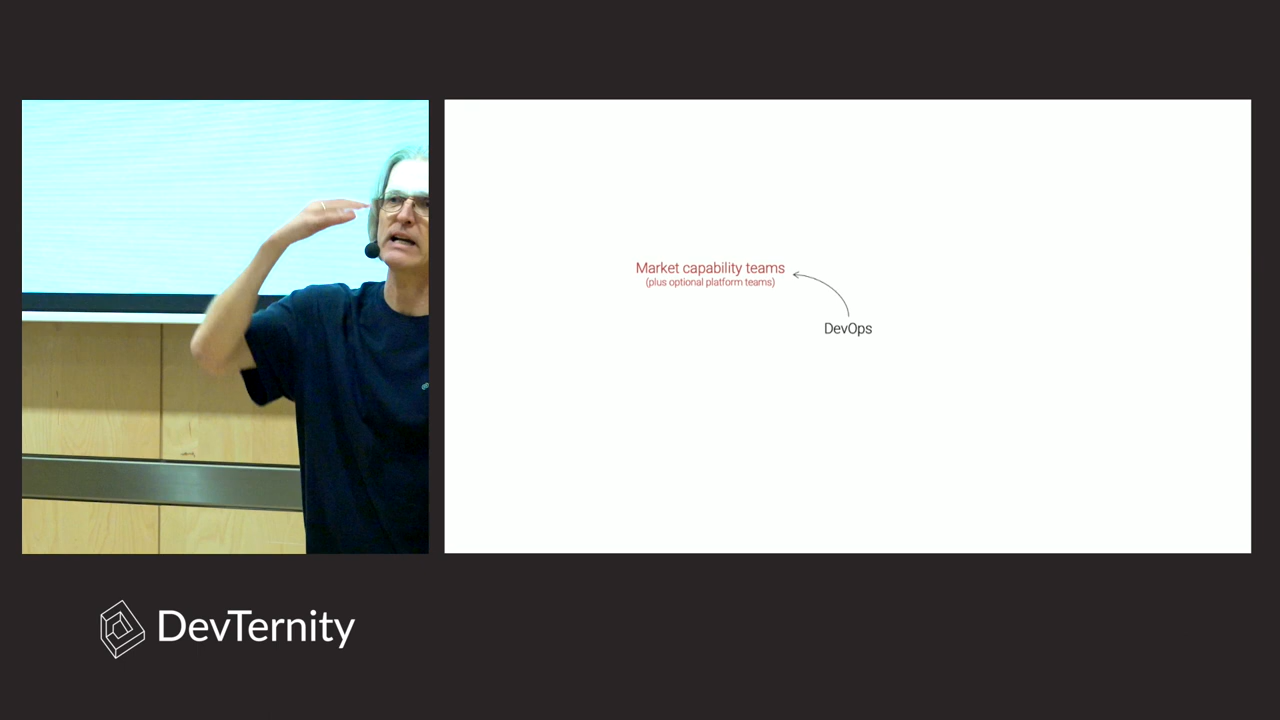 Market capability teams
(plus optional platform teams)
DevOps
DevTernity